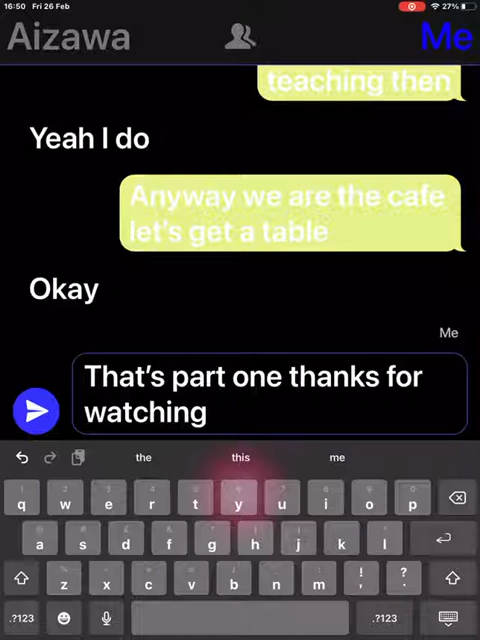 16:50 Fri 26 Feb 27%
Aizawa Me
teaching then
Yeah I do
Anyway we are the cafe
let's get a table
Okay
Me
That's part one thanks for
watching
the this me
q w e r t y u i o p
a s d f g h j k l
z x c v b n m ! , ? .
.?123 .?123